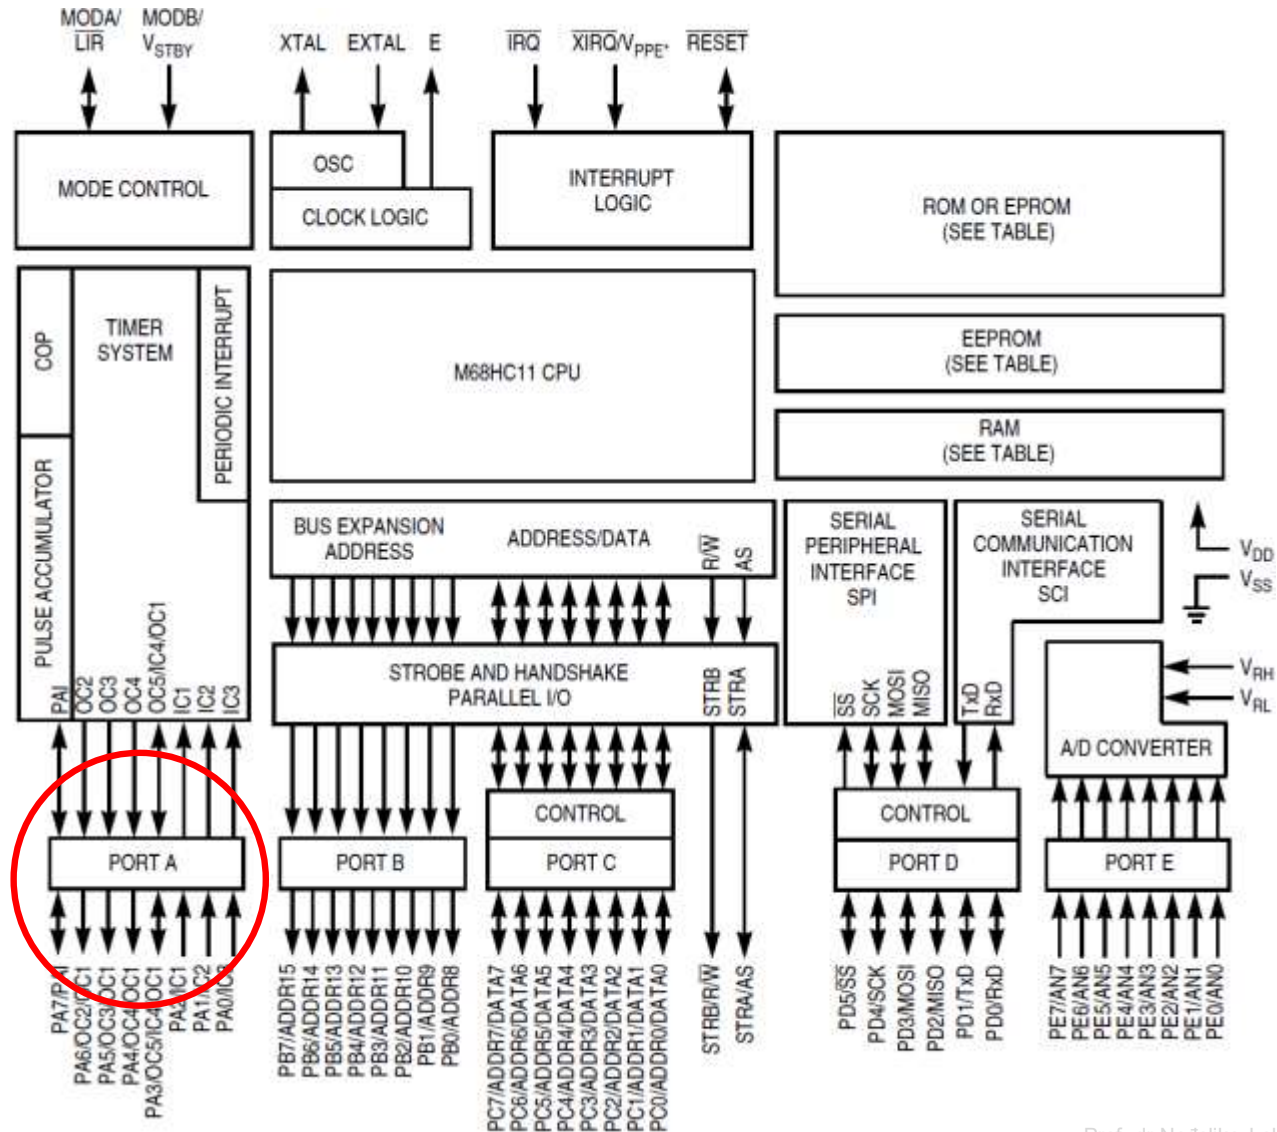 MODA/
LIR
MODB/
VSTBY
XTAL
EXTAL
E
IRQ
XIRQ/VPPE*
RESET
MODE CONTROL
OSC
CLOCK LOGIC
INTERRUPT
LOGIC
ROM OR EPROM
(SEE TABLE)
COP
TIMER
SYSTEM
PERIODIC INTERRUPT
M68HC11 CPU
EEPROM
(SEE TABLE)
RAM
(SEE TABLE)
PULSE ACCUMULATOR
PAI
OC2
OC3
OC4
OC5/IC4/OC1
IC1
IC2
IC3
BUS EXPANSION
ADDRESS
ADDRESS/DATA
R/W
AS
STROBE AND HANDSHAKE
PARALLEL I/O
STRB
STRA
SERIAL
PERIPHERAL
INTERFACE
SPI
SS
SCK
MOSI
MISO
SERIAL
COMMUNICATION
INTERFACE
SCI
TxD
RxD
VDD
VSS
VRH
VRL
A/D CONVERTER
CONTROL
CONTROL
PORT A
PORT B
PORT C
PORT D
PORT E
PA7/PAI
PA6/OC2/OC1
PA5/OC3/OC1
PA4/OC4/OC1
PA3/OC5/IC4/OC1
PA2/IC1
PA1/IC2
PA0/IC3
PB7/ADDR15
PB6/ADDR14
PB5/ADDR13
PB4/ADDR12
PB3/ADDR11
PB2/ADDR10
PB1/ADDR9
PB0/ADDR8
PC7/ADDR7/DATA7
PC6/ADDR6/DATA6
PC5/ADDR5/DATA5
PC4/ADDR4/DATA4
PC3/ADDR3/DATA3
PC2/ADDR2/DATA2
PC1/ADDR1/DATA1
PC0/ADDR0/DATA0
STRB/R/W
STRA/AS
PD5/SS
PD4/SCK
PD3/MOSI
PD2/MISO
PD1/TxD
PD0/RxD
PE7/AN7
PE6/AN6
PE5/AN5
PE4/AN4
PE3/AN3
PE2/AN2
PE1/AN1
PE0/AN0